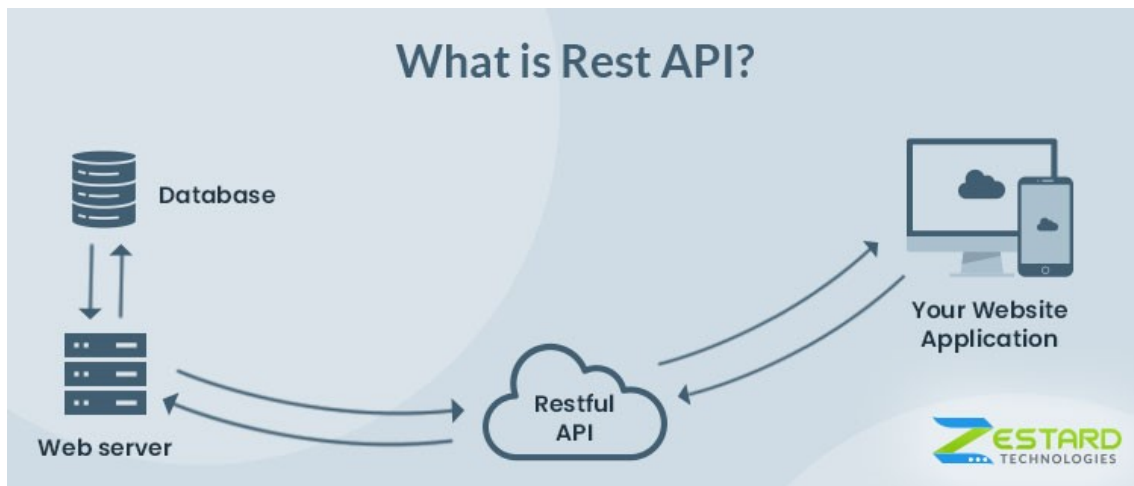 What is Rest API?
Database
Web server
Restful
API
Your Website
Application
ZESTARD
TECHNOLOGIES